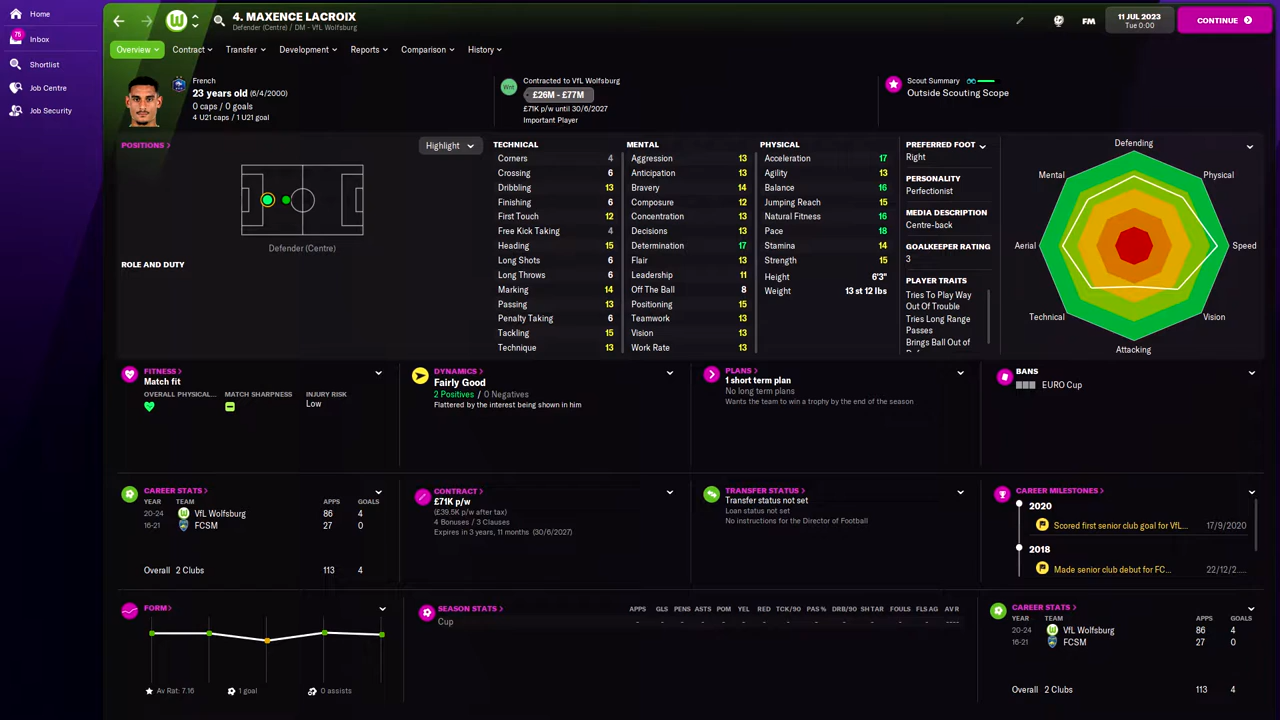 Home
75
Inbox
Shortlist
Job Centre
Job Security
4. MAXENCE LACROIX
Defender (Centre) / DM - VfL Wolfsburg
FM
11 JUL 2023
Tue 0:00
CONTINUE
Overview
Contract
Transfer
Development
Reports
Comparison
History
French
23 years old (6/4/2000)
0 caps / 0 goals
4 U21 caps / 1 U21 goal
Wnt
Contracted to VfL Wolfsburg
£26M - £77M
£71K p/w until 30/6/2027
Important Player
Scout Summary
Outside Scouting Scope
POSITIONS
Highlight
Defender (Centre)
ROLE AND DUTY
TECHNICAL
Corners 4
Crossing 6
Dribbling 13
Finishing 6
First Touch 12
Free Kick Taking 4
Heading 15
Long Shots 6
Long Throws 6
Marking 14
Passing 13
Penalty Taking 6
Tackling 15
Technique 13
MENTAL
Aggression 13
Anticipation 13
Bravery 14
Composure 12
Concentration 13
Decisions 13
Determination 17
Flair 13
Leadership 11
Off The Ball 8
Positioning 15
Teamwork 13
Vision 13
Work Rate 13
PHYSICAL
Acceleration 17
Agility 13
Balance 16
Jumping Reach 15
Natural Fitness 16
Pace 18
Stamina 14
Strength 15
Height 6'3"
Weight 13 st 12 lbs
PREFERRED FOOT
Right
PERSONALITY
Perfectionist
MEDIA DESCRIPTION
Centre-back
GOALKEEPER RATING
3
PLAYER TRAITS
Tries To Play Way
Out Of Trouble
Tries Long Range
Passes
Brings Ball Out of
Defending
Physical
Speed
Vision
Attacking
Technical
Aerial
Mental
FITNESS
Match fit
OVERALL PHYSICAL...
MATCH SHARPNESS
INJURY RISK
Low
DYNAMICS
Fairly Good
2 Positives / 0 Negatives
Flattered by the interest being shown in him
PLANS
1 short term plan
No long term plans
Wants the team to win a trophy by the end of the season
BANS
EURO Cup
CAREER STATS
YEAR TEAM APPS GOALS
20-24 VfL Wolfsburg 86 4
16-21 FCSM 27 0
Overall 2 Clubs 113 4
CONTRACT
£71K p/w
(£39.5K p/w after tax)
4 Bonuses / 3 Clauses
Expires in 3 years, 11 months (30/6/2027)
TRANSFER STATUS
Transfer status not set
Loan status not set
No instructions for the Director of Football
CAREER MILESTONES
2020
Scored first senior club goal for VfL... 17/9/2020
2018
Made senior club debut for FC... 22/12/2....
FORM
Av Rat: 7.16
1 goal
0 assists
SEASON STATS APPS GLS PENS ASTS POM YEL RED TCK/90 PAS % DRB/90 SH TAR FOULS FLS AG AV R
Cup - - - - - - - - - - - - - ----
CAREER STATS
YEAR TEAM APPS GOALS
20-24 VfL Wolfsburg 86 4
16-21 FCSM 27 0
Overall 2 Clubs 113 4